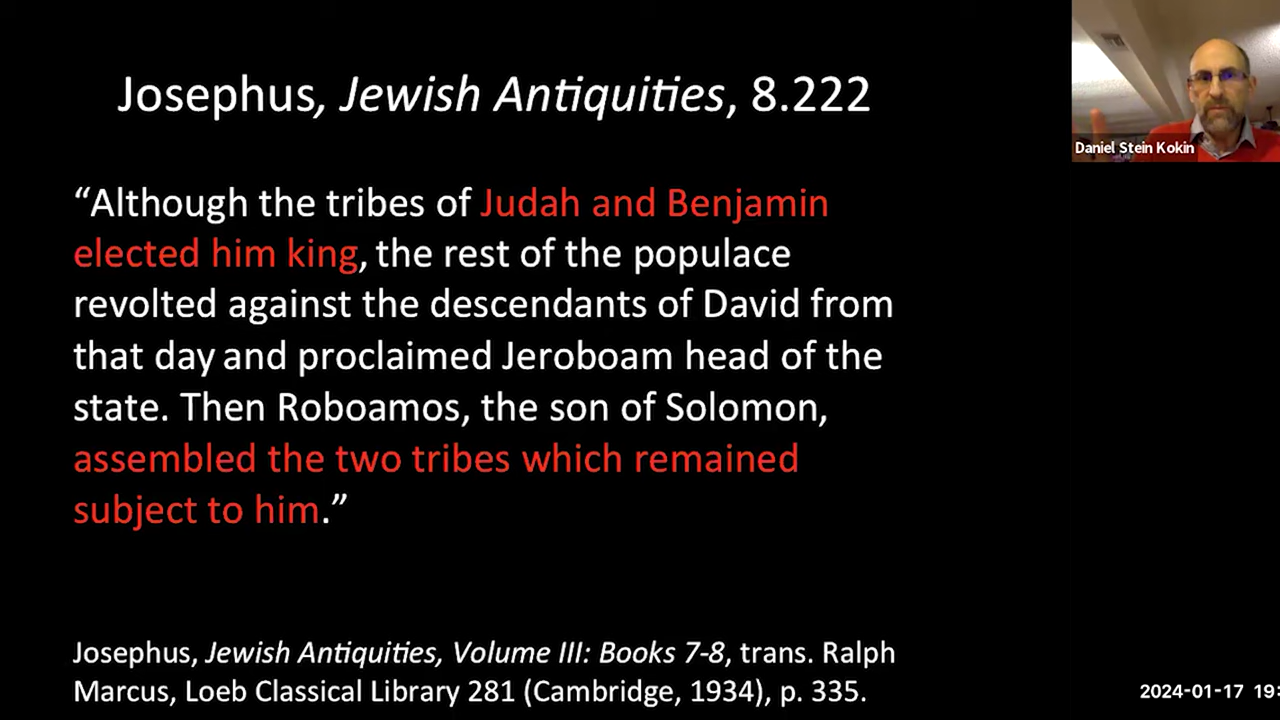 Josephus, Jewish Antiquities, 8.222
Daniel Stein Kokin
“Although the tribes of Judah and Benjamin
elected him king, the rest of the populace
revolted against the descendants of David from
that day and proclaimed Jeroboam head of the
state. Then Roboamos, the son of Solomon,
assembled the two tribes which remained
subject to him.”
Josephus, Jewish Antiquities, Volume III: Books 7-8, trans. Ralph
Marcus, Loeb Classical Library 281 (Cambridge, 1934), p. 335.
2024-01-17 19: